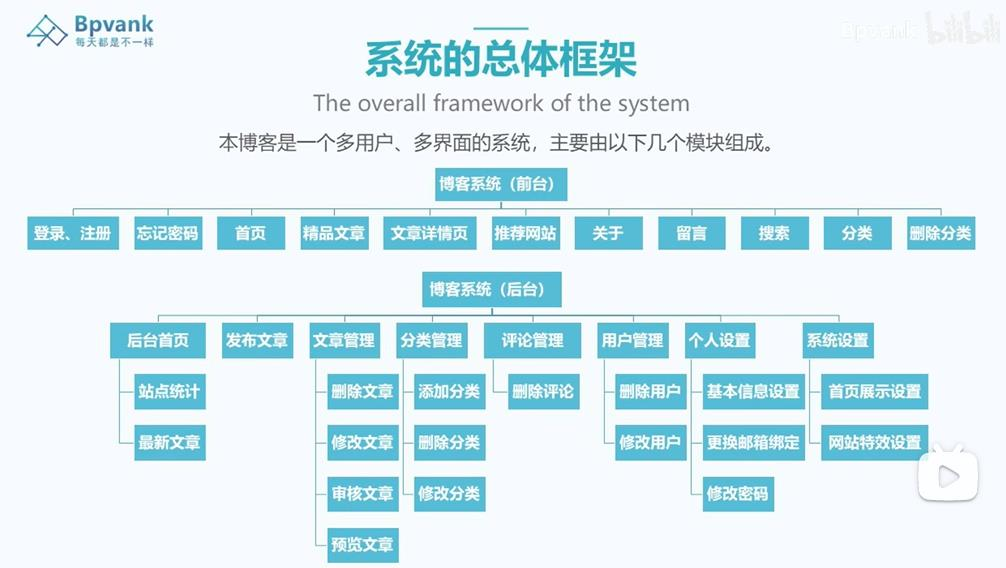 Bpvank
每天都是不一样
Bpvank bilibili
系统的总体框架
The overall framework of the system
本博客是一个多用户、多界面的系统，主要由以下几个模块组成。
博客系统（前台）
登录、注册 忘记密码 首页 精品文章 文章详情页 推荐网站 关于 留言 搜索 分类 删除分类
博客系统（后台）
后台首页 发布文章 文章管理 分类管理 评论管理 用户管理 个人设置 系统设置
站点统计 删除文章 添加分类 删除评论 删除用户 基本信息设置 首页展示设置
最新文章 修改文章 删除分类 修改用户 更换邮箱绑定 网站特效设置
审核文章 修改分类 修改密码
预览文章